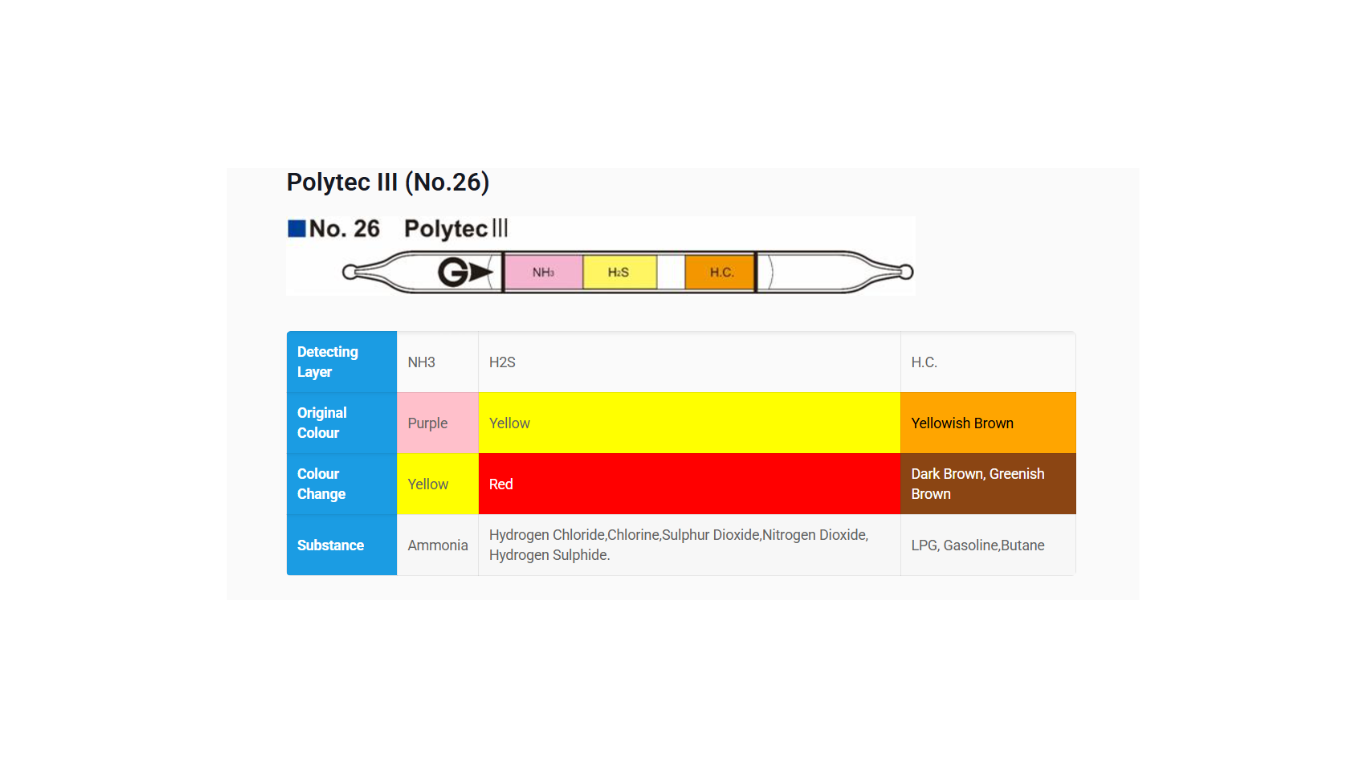 Polytec III (No.26)
No. 26 Polytec III
G NH3 H2S H.C.
Detecting Layer
NH3
H2S
H.C.
Original Colour
Purple
Yellow
Yellowish Brown
Colour Change
Yellow
Red
Dark Brown, Greenish
Brown
Substance
Ammonia
Hydrogen Chloride,Chlorine,Sulphur Dioxide,Nitrogen Dioxide,
Hydrogen Sulphide.
LPG, Gasoline,Butane